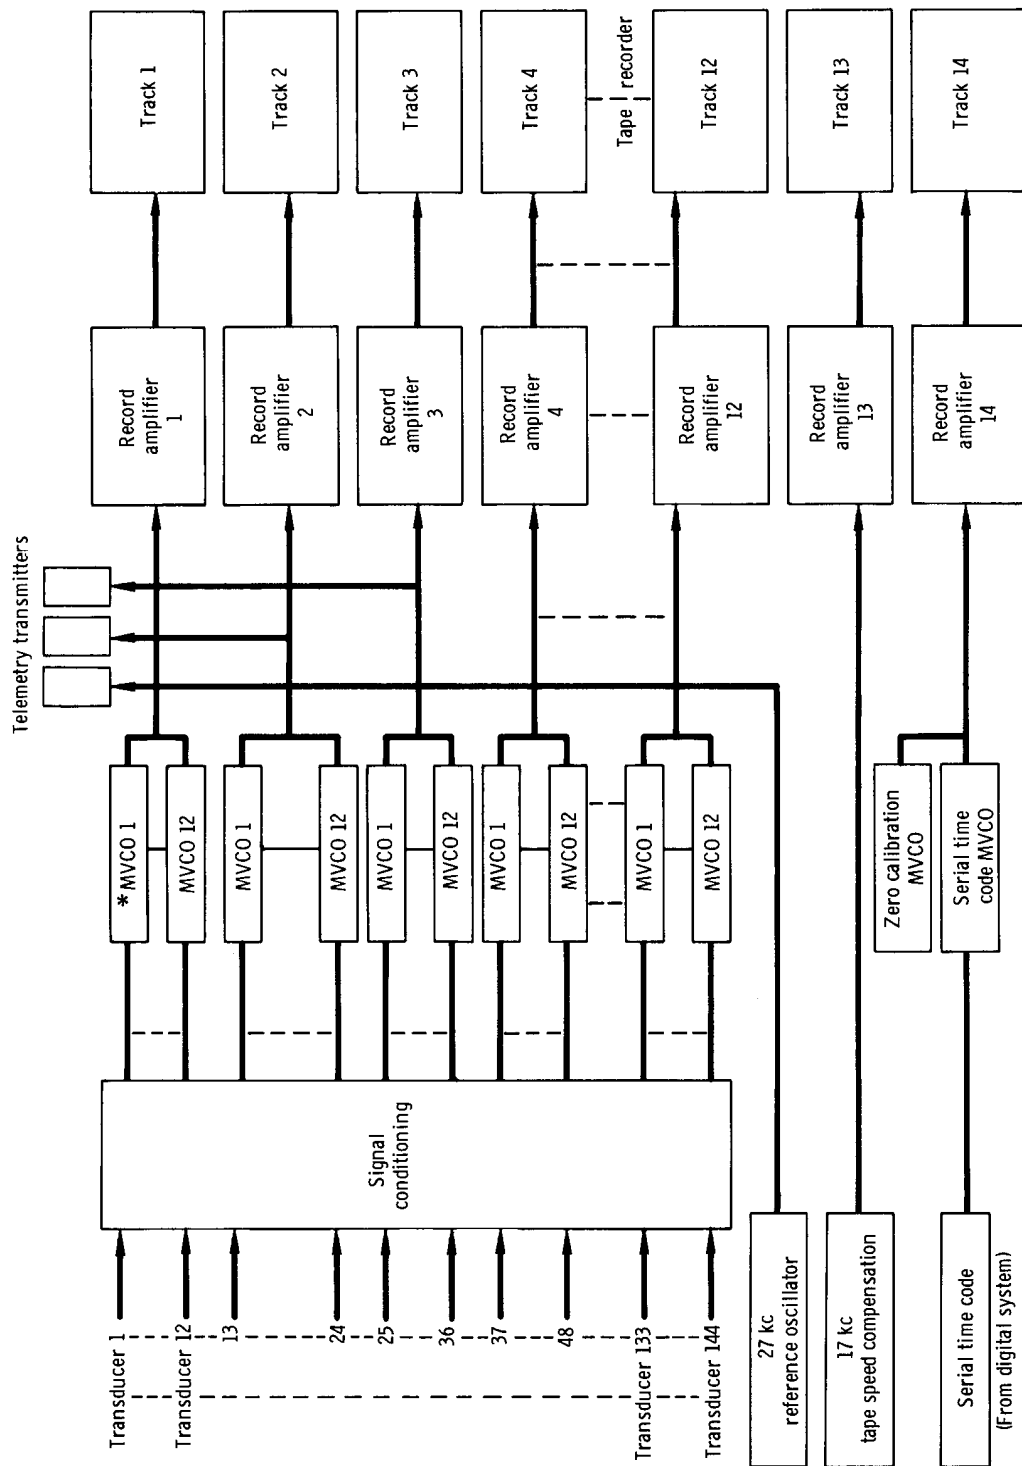 Transducer 1
Transducer 12
13
24
25
36
37
48
Transducer 133
Transducer 144
27 kc
reference oscillator
17 kc
tape speed compensation
Serial time code
(From digital system)
Signal
conditioning
*MVCO 1
MVCO 12
MVCO 1
MVCO 12
MVCO 1
MVCO 12
MVCO 1
MVCO 12
MVCO 1
MVCO 12
Zero calibration
MVCO
Serial time
code MVCO
Telemetry transmitters
Record
amplifier
1
Record
amplifier
2
Record
amplifier
3
Record
amplifier
4
Record
amplifier
12
Record
amplifier
13
Record
amplifier
14
Track 1
Track 2
Track 3
Track 4
Tape recorder
Track 12
Track 13
Track 14